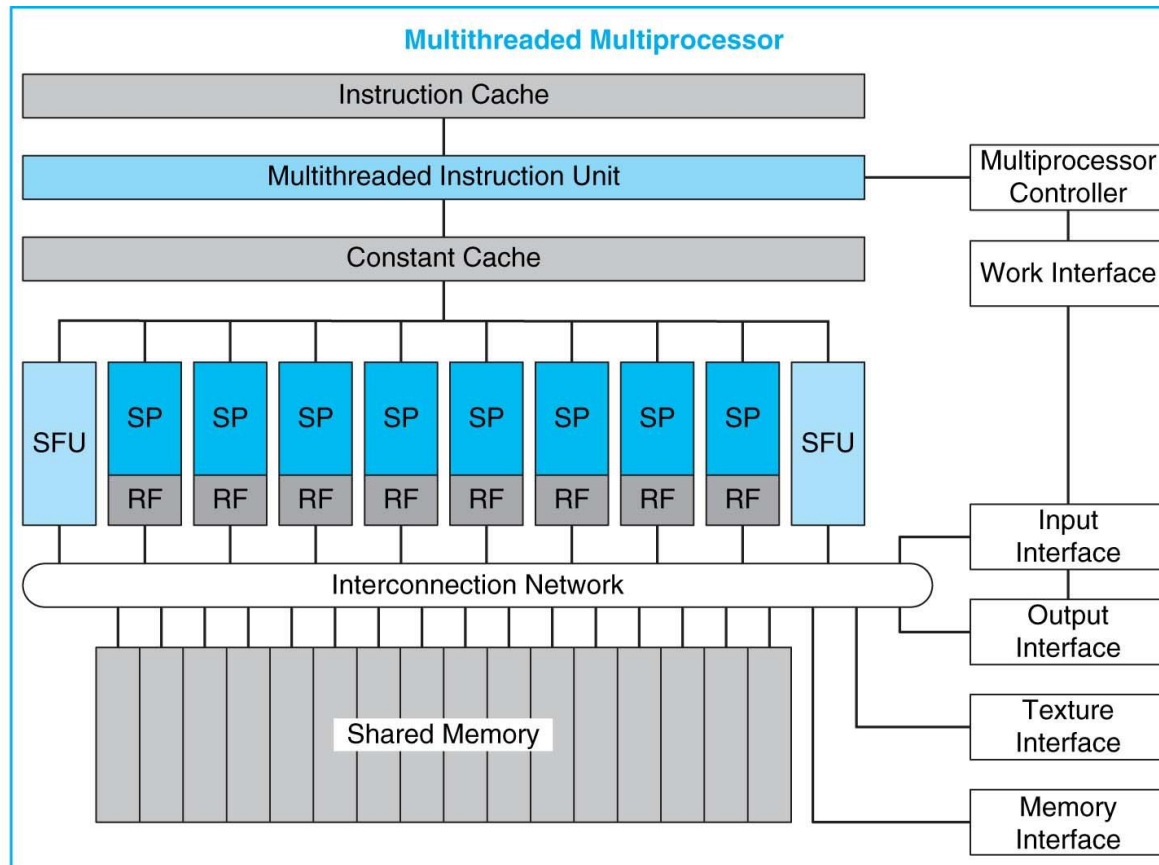 Multithreaded Multiprocessor
Instruction Cache
Multithreaded Instruction Unit
Multiprocessor
Controller
Constant Cache
Work Interface
SFU
SP
SP
SP
SP
SP
SP
SP
SP
SFU
RF
RF
RF
RF
RF
RF
RF
RF
Input
Interface
Interconnection Network
Output
Interface
Shared Memory
Texture
Interface
Memory
Interface